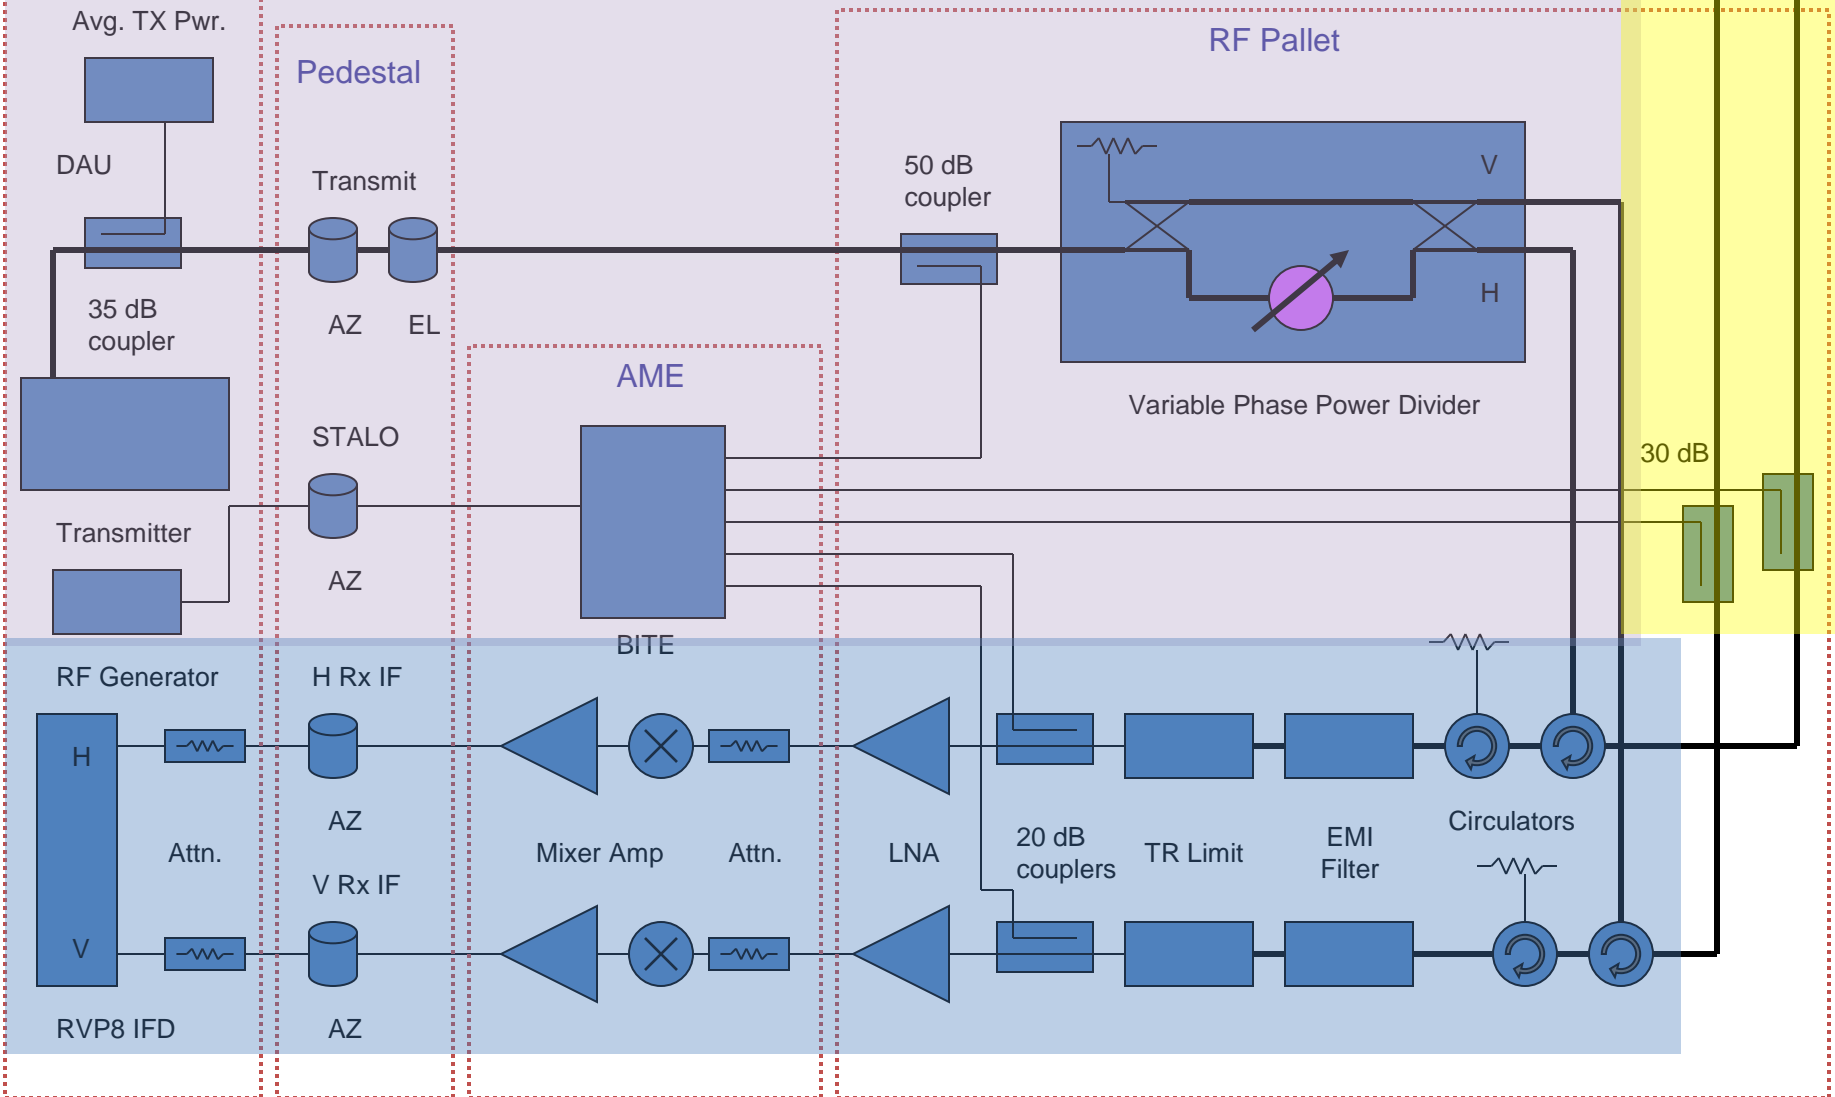 Avg. TX Pwr.
RF Pallet
Pedestal
DAU
Transmit
50 dB
coupler
V
H
35 dB
coupler
AZ
EL
AME
Variable Phase Power Divider
STALO
30 dB
Transmitter
AZ
BITE
RF Generator
H Rx IF
H
AZ
Circulators
Attn.
Mixer Amp
Attn.
LNA
20 dB
couplers
TR Limit
EMI
Filter
V Rx IF
V
RVP8 IFD
AZ